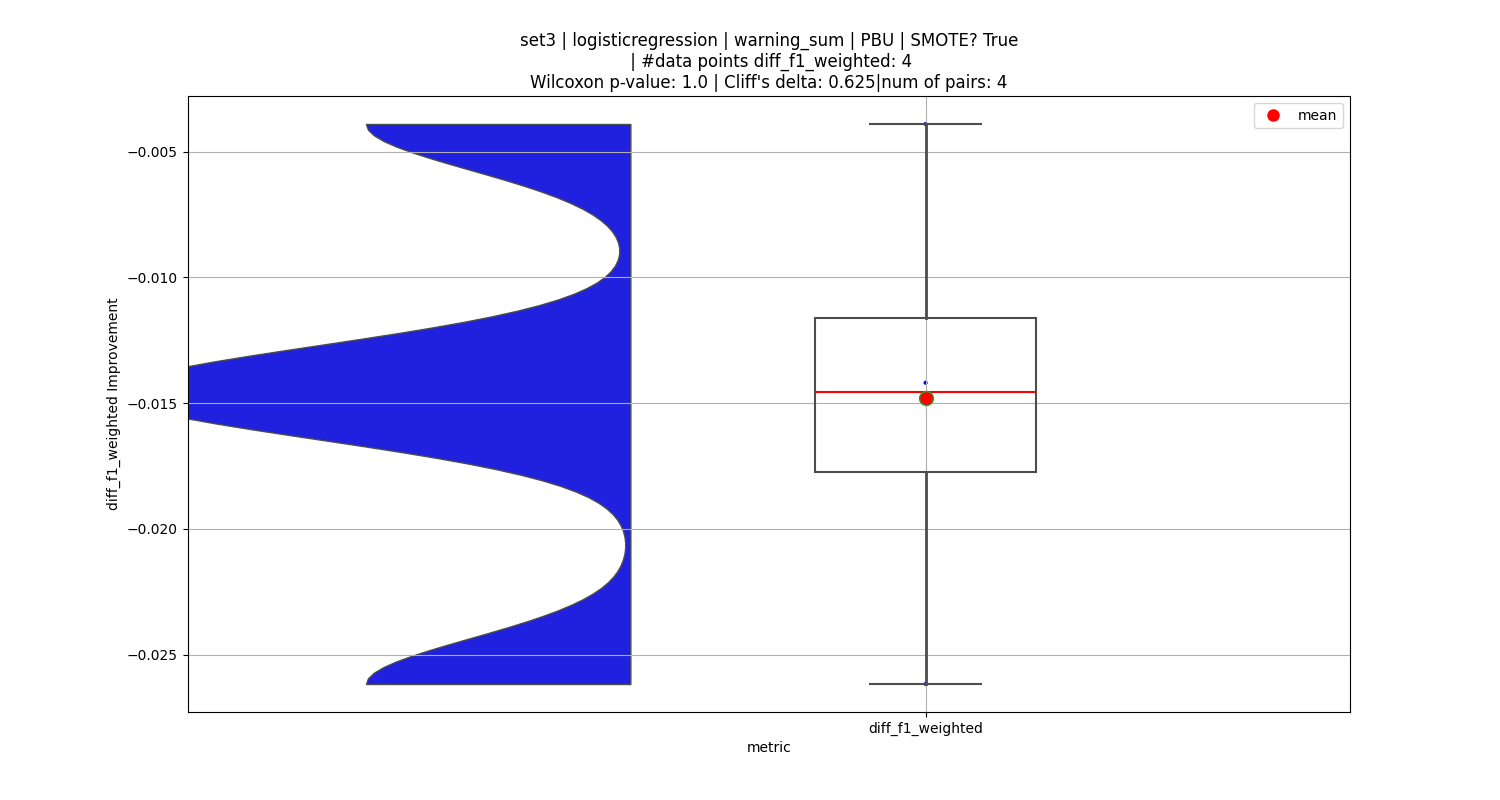 set3 | logisticregression | warning_sum | PBU | SMOTE? True
| #data points diff_f1_weighted: 4
Wilcoxon p-value: 1.0 | Cliff's delta: 0.625|num of pairs: 4
mean
−0.005
−0.010
−0.015
−0.020
−0.025
diff_f1_weighted Improvement
diff_f1_weighted
metric